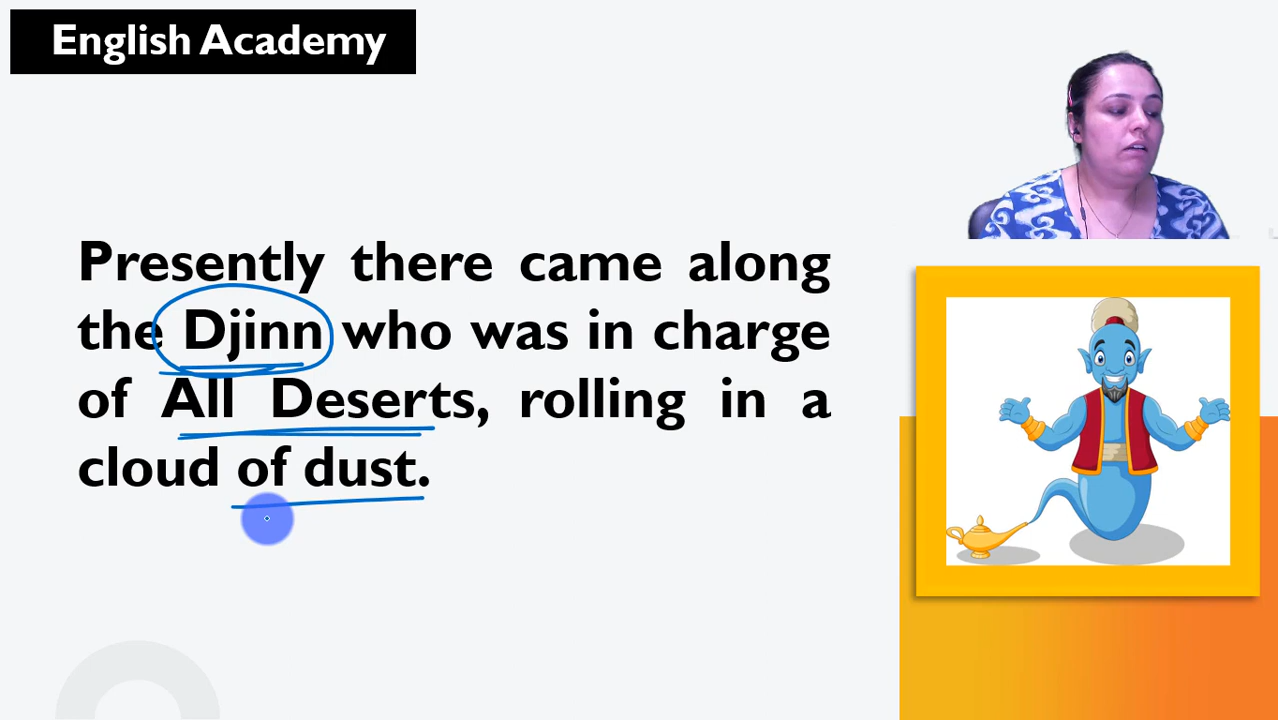 English Academy
Presently there came along
the Djinn who was in charge
of All Deserts, rolling in a
cloud of dust.